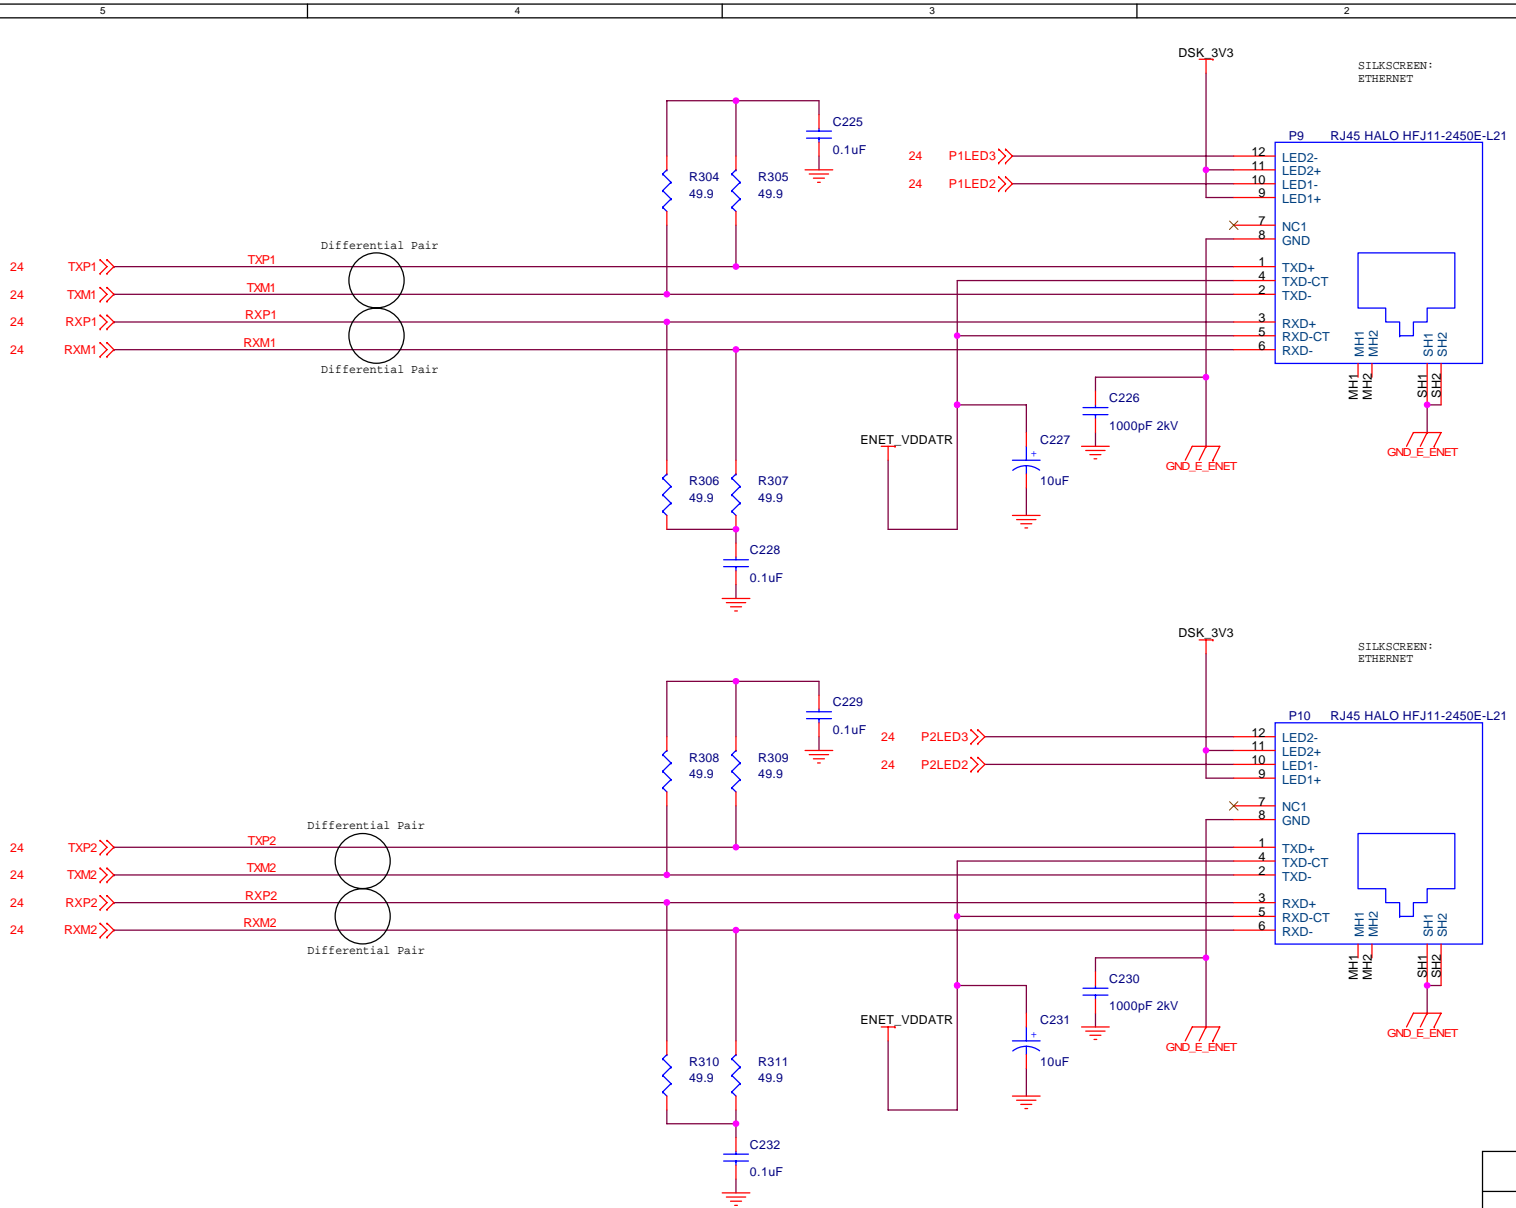 5 4 3 2
DSK_3V3
SILKSCREEN:
ETHERNET
C225
0.1uF
P9 RJ45 HALO HFJ11-2450E-L21
24 P1LED3 12 LED2-
11 LED2+
24 P1LED2 10 LED1-
9 LED1+
R304
49.9
R305
49.9
7 NC1
8 GND
Differential Pair
24 TXP1 TXP1 1 TXD+
4 TXD-CT
24 TXM1 TXM1 2 TXD-
24 RXP1 RXP1 3 RXD+
5 RXD-CT
24 RXM1 RXM1 6 RXD-
Differential Pair
MH1
MH2
SH1
SH2
MH1
MH2
SH1
SH2
C226
1000pF 2kV
ENET_VDDATR
C227
+
10uF
GND_E_ENET
GND_E_ENET
R306
49.9
R307
49.9
C228
0.1uF
DSK_3V3
SILKSCREEN:
ETHERNET
C229
0.1uF
P10 RJ45 HALO HFJ11-2450E-L21
24 P2LED3 12 LED2-
11 LED2+
24 P2LED2 10 LED1-
9 LED1+
R308
49.9
R309
49.9
7 NC1
8 GND
Differential Pair
24 TXP2 TXP2 1 TXD+
4 TXD-CT
24 TXM2 TXM2 2 TXD-
24 RXP2 RXP2 3 RXD+
5 RXD-CT
24 RXM2 RXM2 6 RXD-
Differential Pair
MH1
MH2
SH1
SH2
MH1
MH2
SH1
SH2
C230
1000pF 2kV
ENET_VDDATR
C231
+
10uF
GND_E_ENET
GND_E_ENET
R310
49.9
R311
49.9
C232
0.1uF